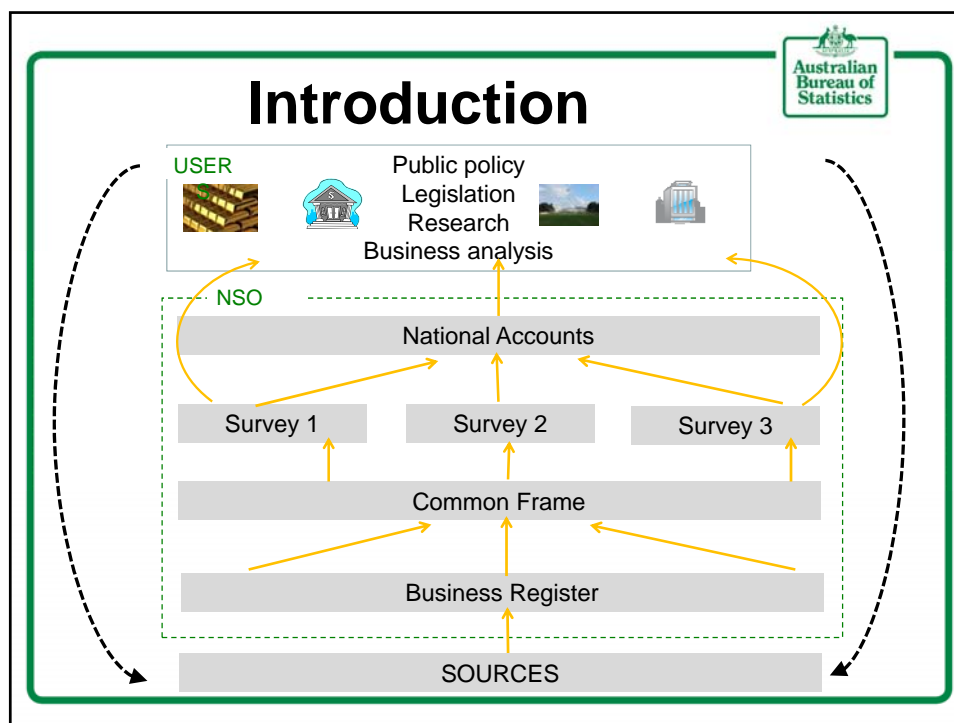 Australian
Bureau of
Statistics
Introduction
USER
S
Public policy
Legislation
Research
Business analysis
NSO
National Accounts
Survey 1
Survey 2
Survey 3
Common Frame
Business Register
SOURCES